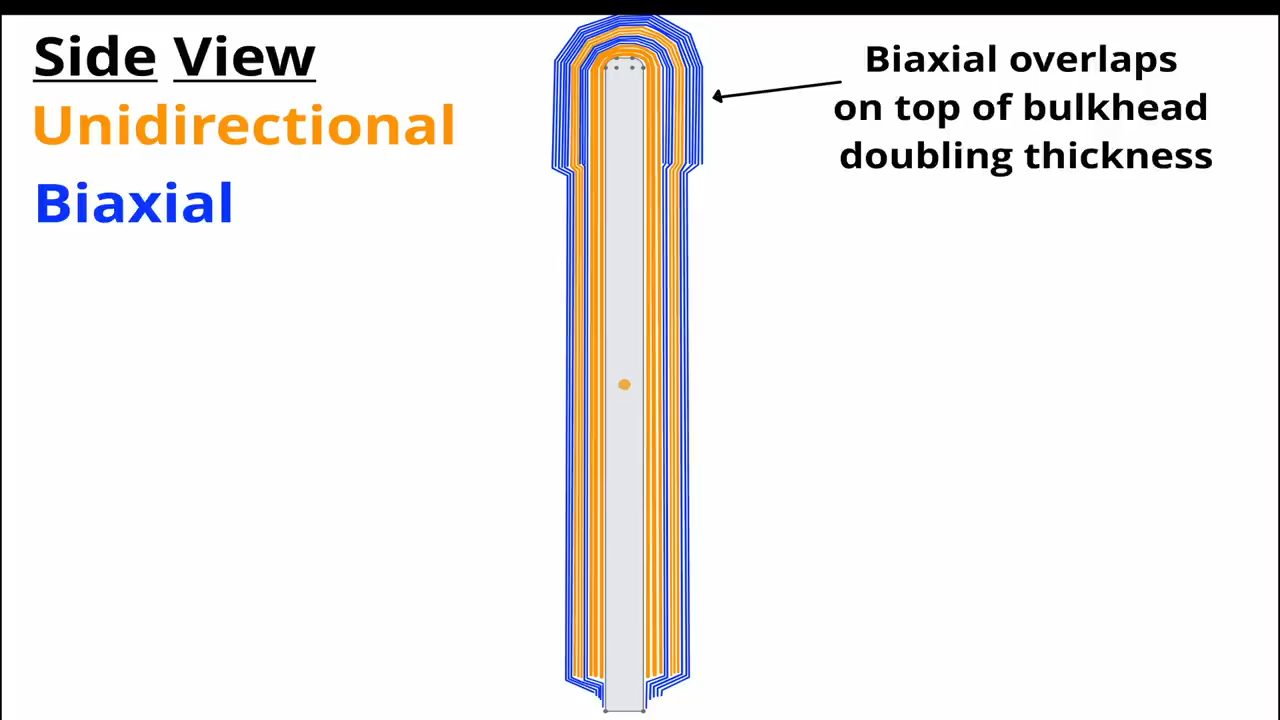 Side View
Unidirectional
Biaxial
Biaxial overlaps
on top of bulkhead
doubling thickness